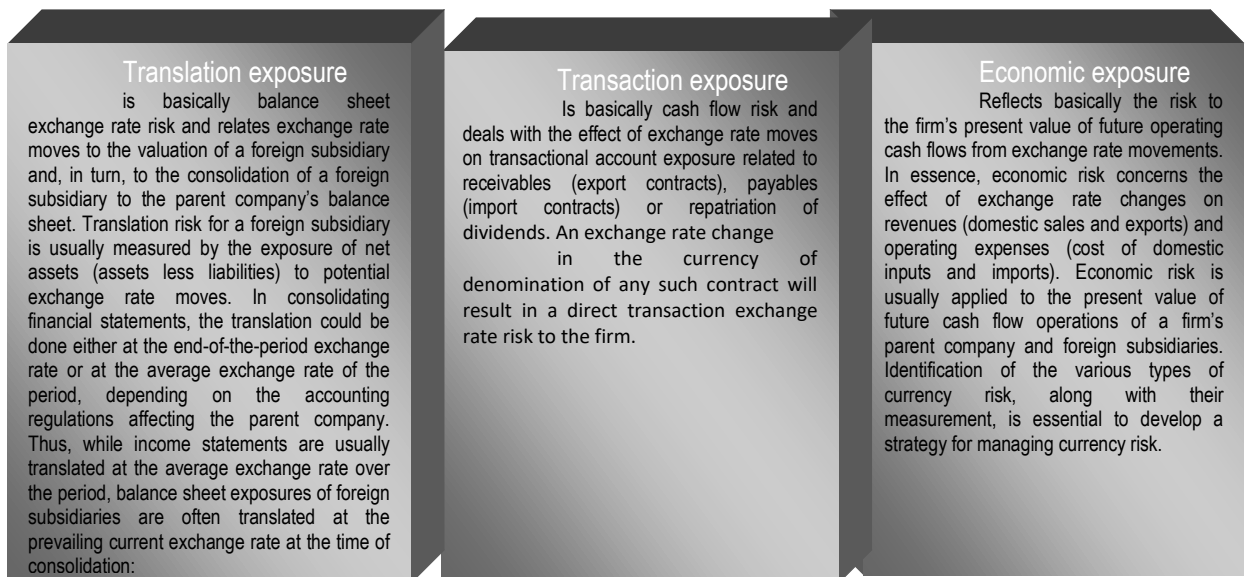 Translation exposure
is basically balance sheet
exchange rate risk and relates exchange rate
moves to the valuation of a foreign subsidiary
and, in turn, to the consolidation of a foreign
subsidiary to the parent company’s balance
sheet. Translation risk for a foreign subsidiary
is usually measured by the exposure of net
assets (assets less liabilities) to potential
exchange rate moves. In consolidating
financial statements, the translation could be
done either at the end-of-the-period exchange
rate or at the average exchange rate of the
period, depending on the accounting
regulations affecting the parent company.
Thus, while income statements are usually
translated at the average exchange rate over
the period, balance sheet exposures of foreign
subsidiaries are often translated at the
prevailing current exchange rate at the time of
consolidation:
Transaction exposure
Is basically cash flow risk and
deals with the effect of exchange rate moves
on transactional account exposure related to
receivables (export contracts), payables
(import contracts) or repatriation of
dividends. An exchange rate change
in the currency of
denomination of any such contract will
result in a direct transaction exchange
rate risk to the firm.
Economic exposure
Reflects basically the risk to
the firm’s present value of future operating
cash flows from exchange rate movements.
In essence, economic risk concerns the
effect of exchange rate changes on
revenues (domestic sales and exports) and
operating expenses (cost of domestic
inputs and imports). Economic risk is
usually applied to the present value of
future cash flow operations of a firm’s
parent company and foreign subsidiaries.
Identification of the various types of
currency risk, along with their
measurement, is essential to develop a
strategy for managing currency risk.